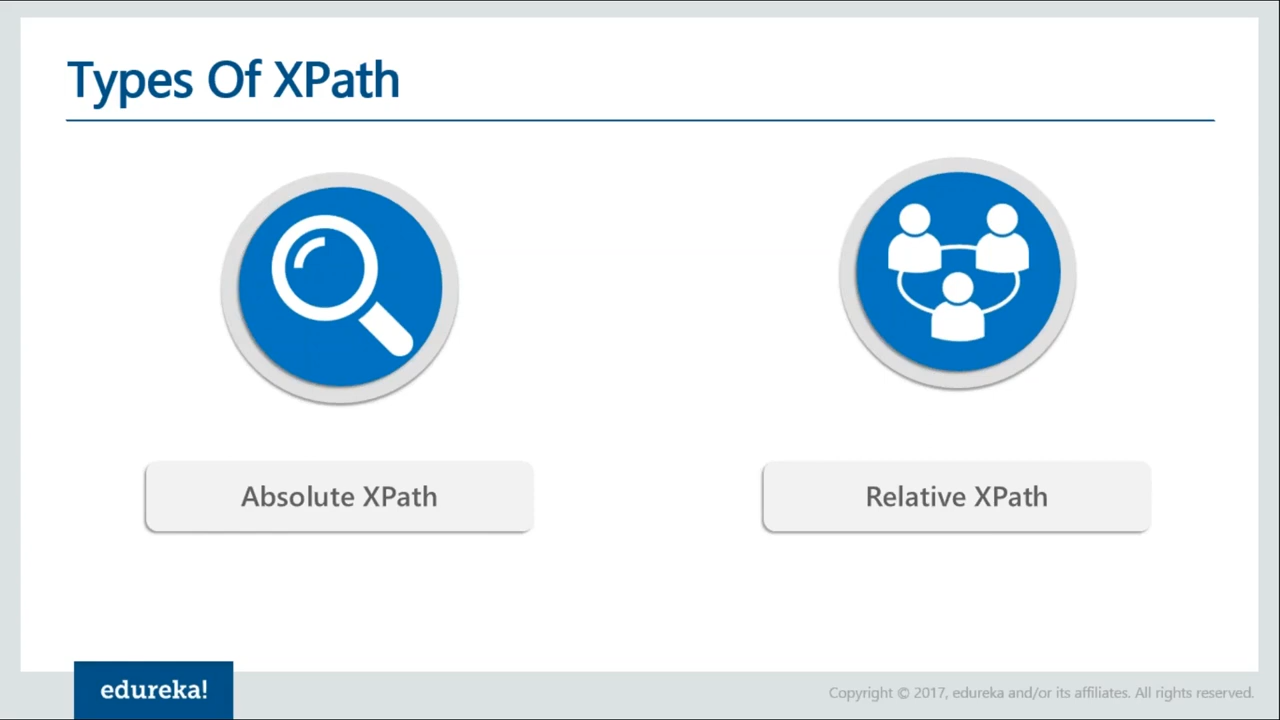 Types Of XPath
Absolute XPath
Relative XPath
edureka!
Copyright © 2017, edureka and/or its affiliates. All rights reserved.